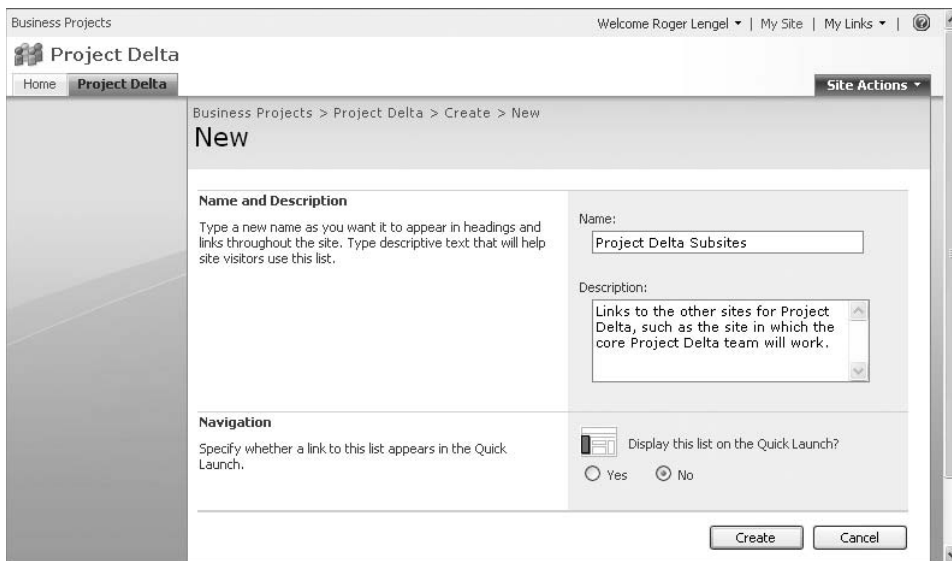 Business Projects
Welcome Roger Lengel | My Site | My Links |
Project Delta
Home Project Delta
Site Actions
Business Projects > Project Delta > Create > New
New
Name and Description
Type a new name as you want it to appear in headings and
links throughout the site. Type descriptive text that will help
site visitors use this list.
Name:
Project Delta Subsites
Description:
Links to the other sites for Project
Delta, such as the site in which the
core Project Delta team will work.
Navigation
Specify whether a link to this list appears in the Quick
Launch.
Display this list on the Quick Launch?
Yes No
Create Cancel